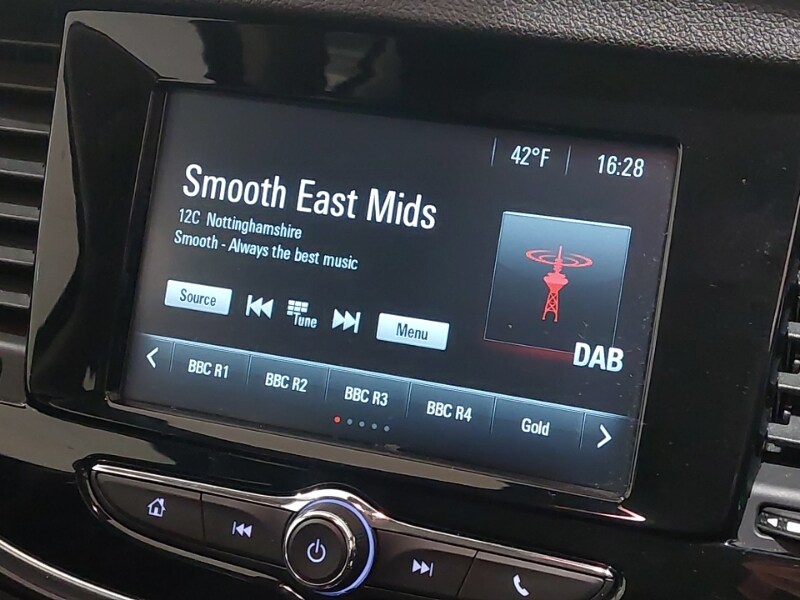 42°F 16:28
Smooth East Mids
12C Nottinghamshire
Smooth - Always the best music
DAB
Source Tune Menu
BBC R1 BBC R2 BBC R3 BBC R4 Gold